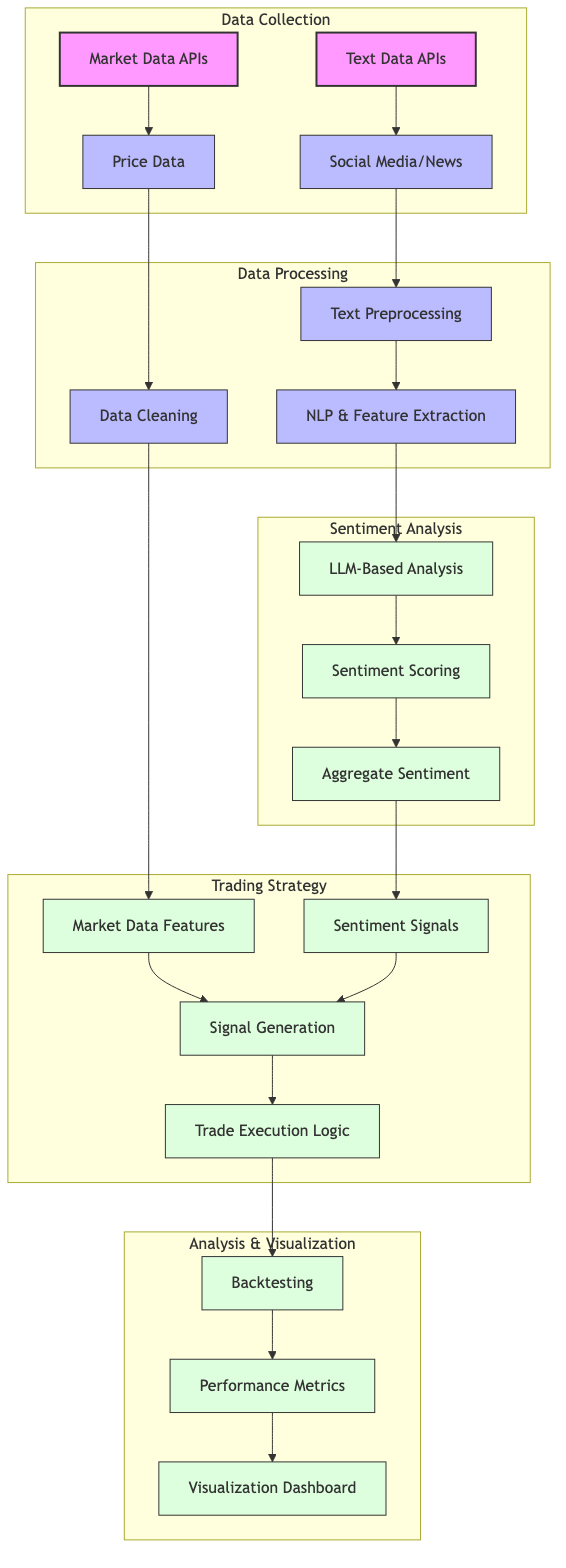 Data Collection
Market Data APIs
Text Data APIs
Price Data
Social Media/News
Data Processing
Text Preprocessing
Data Cleaning
NLP & Feature Extraction
Sentiment Analysis
LLM-Based Analysis
Sentiment Scoring
Aggregate Sentiment
Trading Strategy
Market Data Features
Sentiment Signals
Signal Generation
Trade Execution Logic
Analysis & Visualization
Backtesting
Performance Metrics
Visualization Dashboard